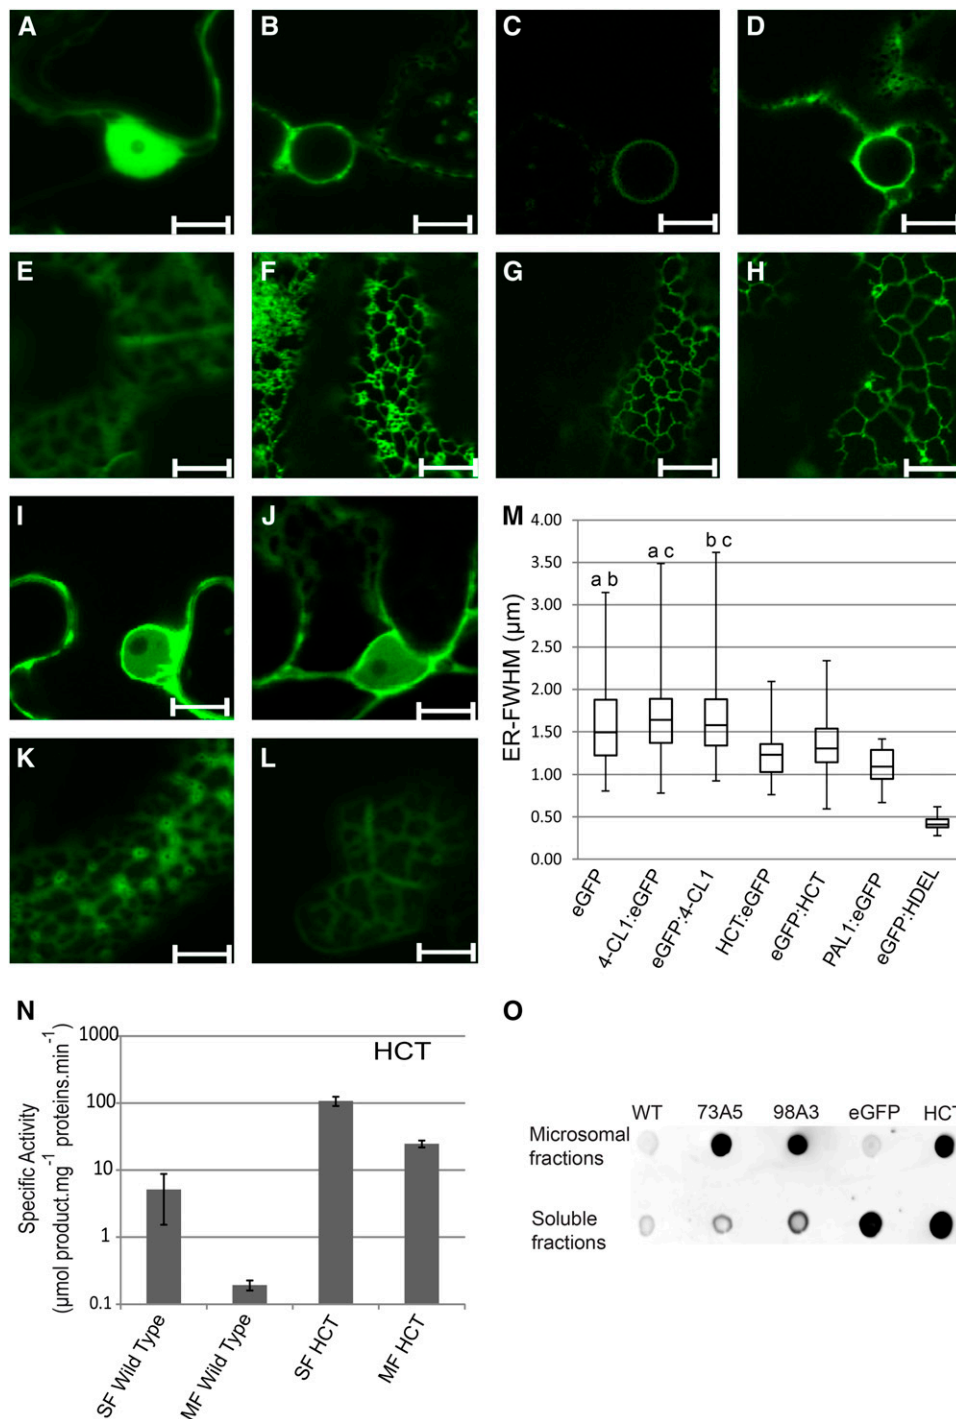 A
B
C
D
E
F
G
H
I
J
K
L
M
4.00
3.50
3.00
2.50
2.00
1.50
1.00
0.50
0.00
ER-FWHM (µm)
a b
a c
b c
eGFP
4-CL1:eGFP
eGFP:4-CL1
HCT:eGFP
eGFP:HCT
PAL1:eGFP
eGFP:HDEL
N
HCT
Specific Activity
(µmol product.mg⁻¹ proteins.min⁻¹)
1000
100
10
1
0.1
SF Wild Type
MF Wild Type
SF HCT
MF HCT
O
WT 73A5 98A3 eGFP HCT
Microsomal
fractions
Soluble
fractions